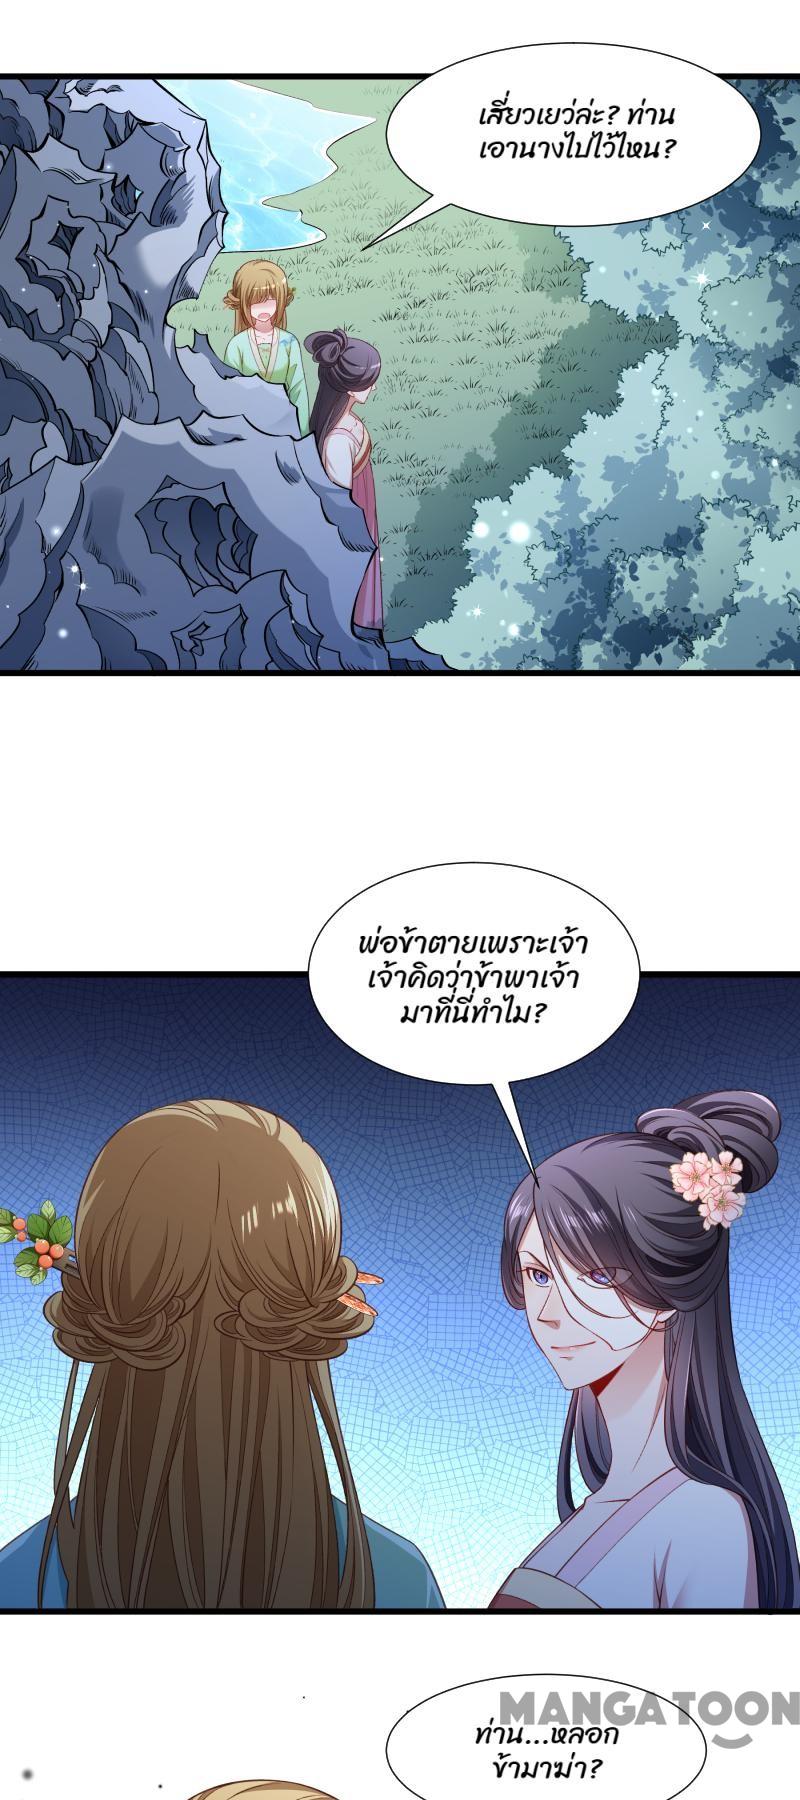 เสี่ยวเยว่ล่ะ? ท่าน
เอานางไปไว้ไหน?
พ่อข้าตายเพราะเจ้า
เจ้าคิดว่าข้าพาเจ้า
มาที่นี่ทำไม?
MANGATOON
ท่าน...หลอก
ข้ามาฆ่า?